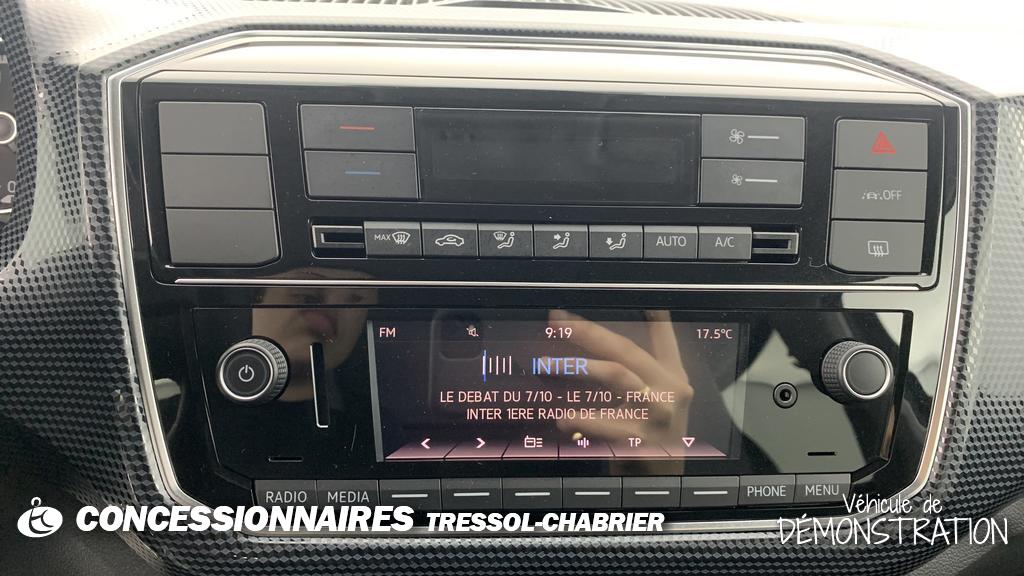 OFF
MAX
AUTO
A/C
FM 9:19 17.5°C
INTER
LE DEBAT DU 7/10 - LE 7/10 - FRANCE
INTER 1ERE RADIO DE FRANCE
TP
RADIO MEDIA PHONE MENU
CONCESSIONNAIRES TRESSOL-CHABRIER
Véhicule de
DÉMONSTRATION